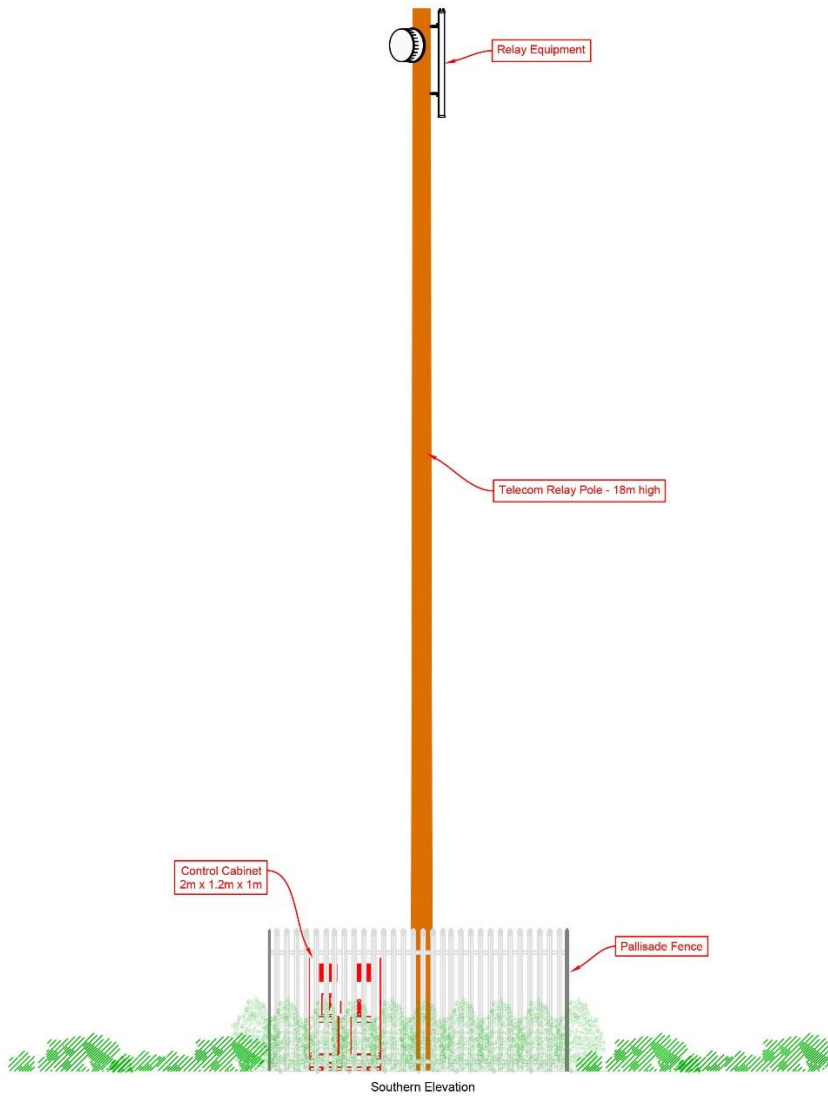 Relay Equipment
Telecom Relay Pole - 18m high
Control Cabinet
2m x 1.2m x 1m
Pallisade Fence
Southern Elevation